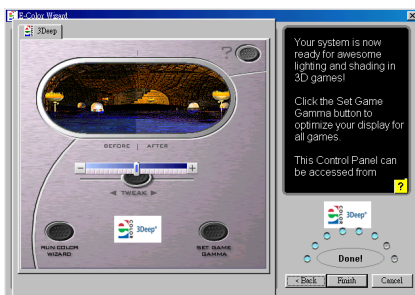 E-Color Wizard
3Deep
?
BEFORE | AFTER
TWEAK
RUN COLOR
WIZARD
3Deep®
SET GAME
GAMMA
Your system is now
ready for awesome
lighting and shading in
3D games!
Click the Set Game
Gamma button to
optimize your display for
all games.
This Control Panel can
be accessed from
?
3Deep®
Done!
< Back
Finish
Cancel